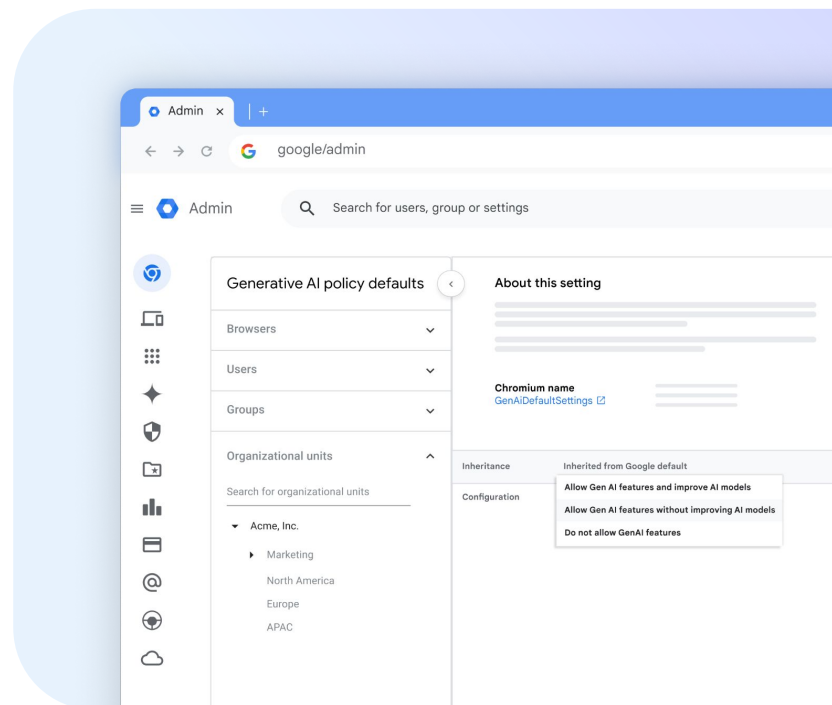 Admin
google/admin
Admin
Search for users, group or settings
Generative AI policy defaults
Browsers
Users
Groups
Organizational units
Search for organizational units
Acme, Inc.
Marketing
North America
Europe
APAC
About this setting
Chromium name
GenAiDefaultSettings
Inheritance
Inherited from Google default
Configuration
Allow Gen AI features and improve AI models
Allow Gen AI features without improving AI models
Do not allow GenAI features